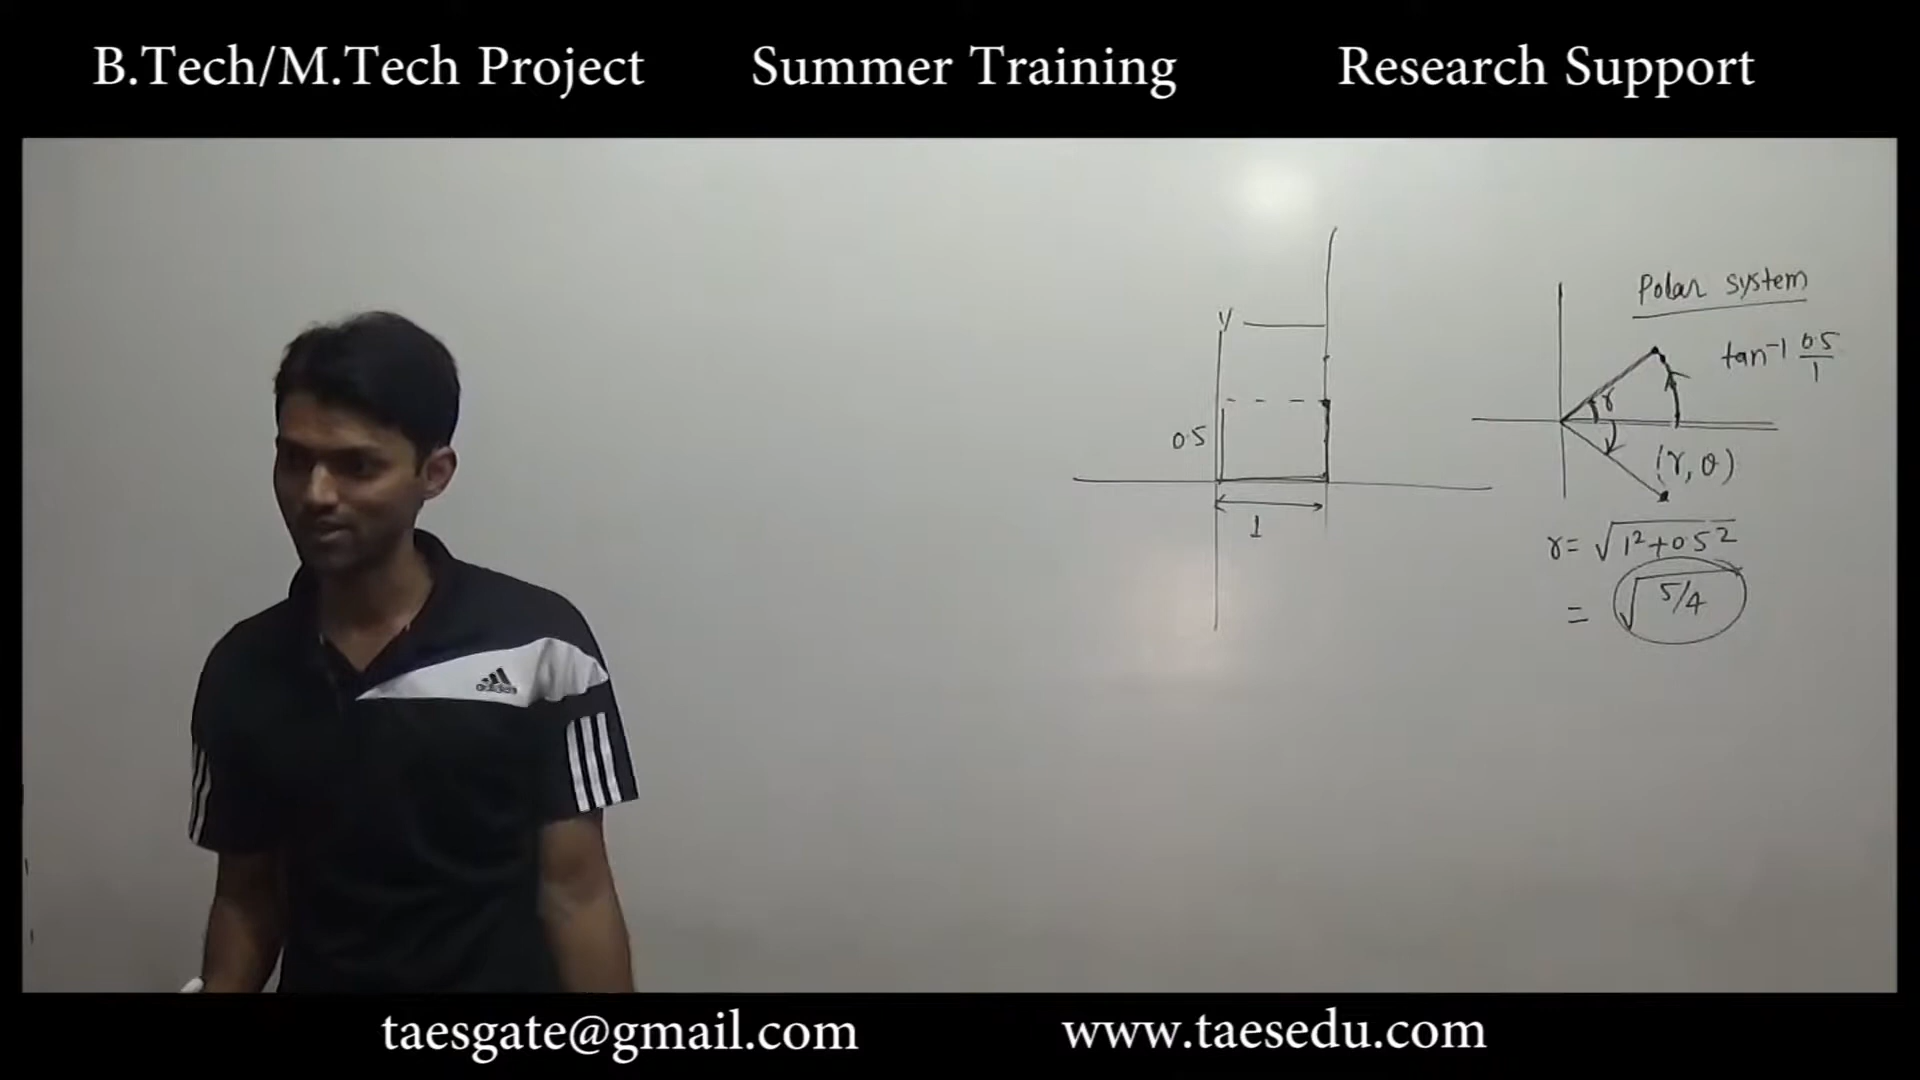 B.Tech/M.Tech Project Summer Training Research Support
Polar system
tan⁻¹ 0.5/1
y
r
0.5
(r, θ)
1
r = √1²+0.5²
= √5/4
adidas
taesgate@gmail.com www.taesedu.com